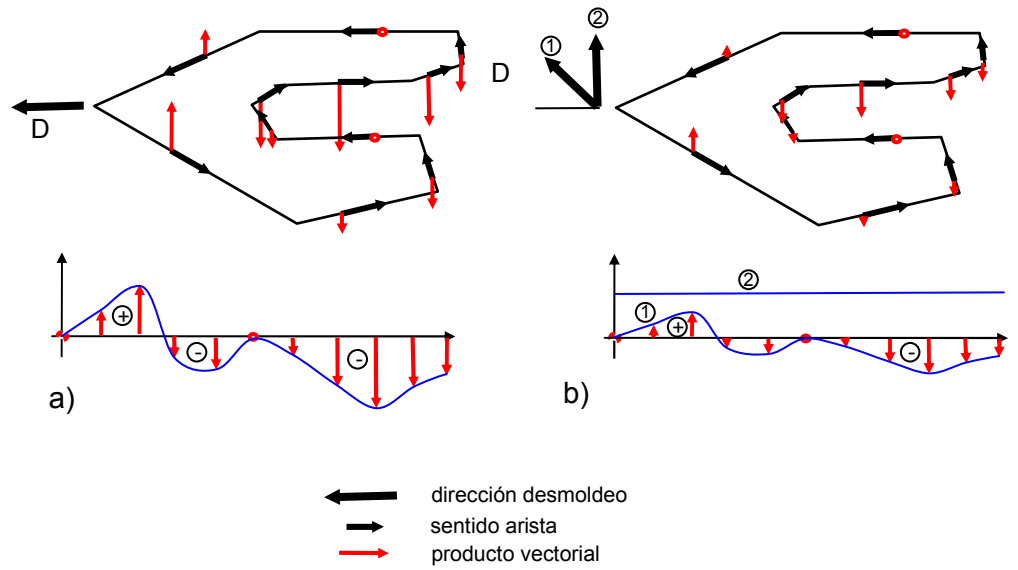 ②
①
D
D
②
①
+
-
-
+
-
a)
b)
dirección desmoldeo
sentido arista
producto vectorial